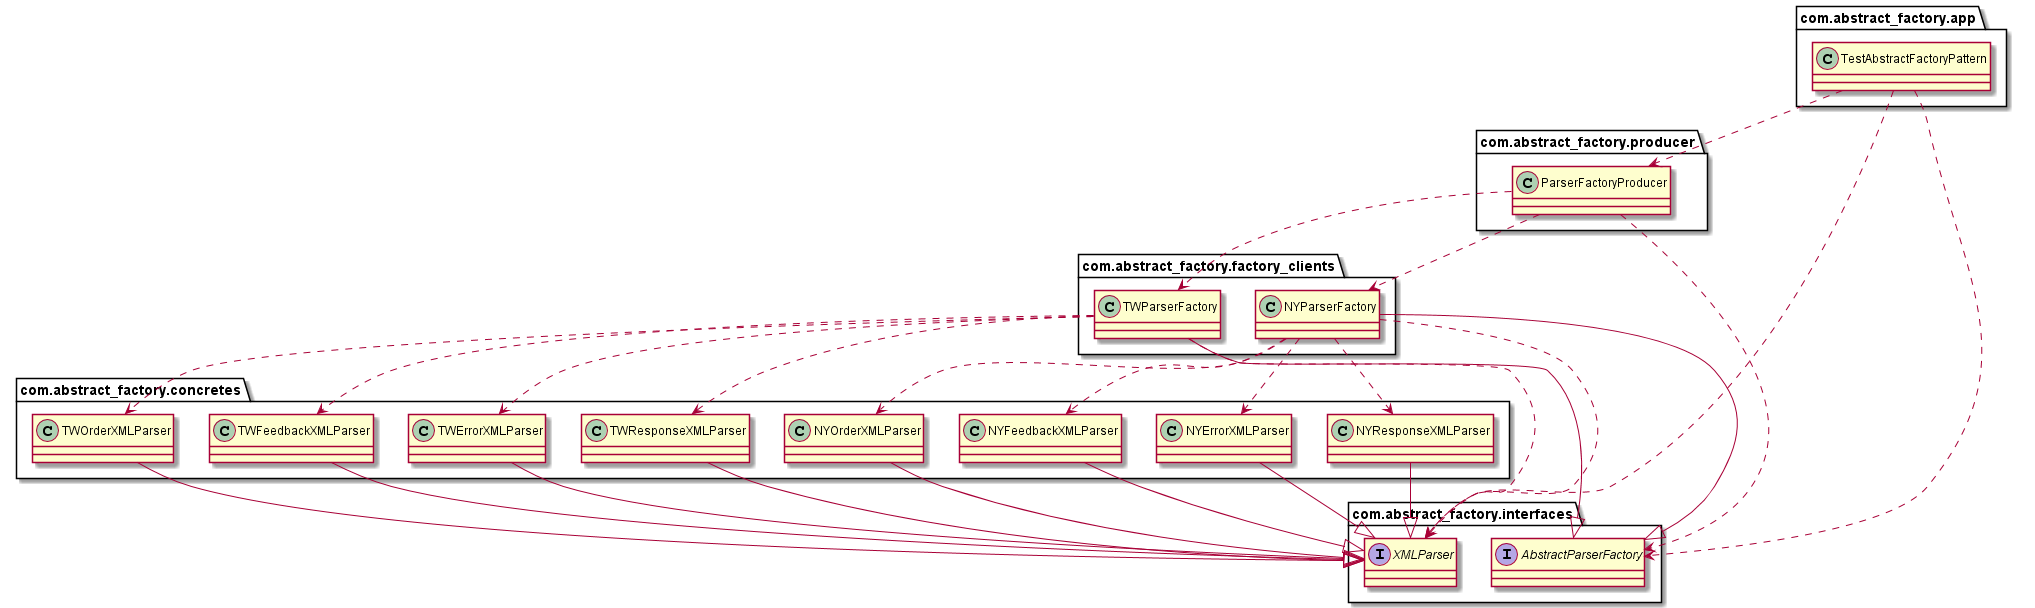 com.abstract_factory.app
C TestAbstractFactoryPattern
com.abstract_factory.producer
C ParserFactoryProducer
com.abstract_factory.factory_clients
C TWParserFactory
C NYParserFactory
com.abstract_factory.concretes
C TWOrderXMLParser
C TWFeedbackXMLParser
C TWErrorXMLParser
C TWResponseXMLParser
C NYOrderXMLParser
C NYFeedbackXMLParser
C NYErrorXMLParser
C NYResponseXMLParser
com.abstract_factory.interfaces
I XMLParser
I AbstractParserFactory